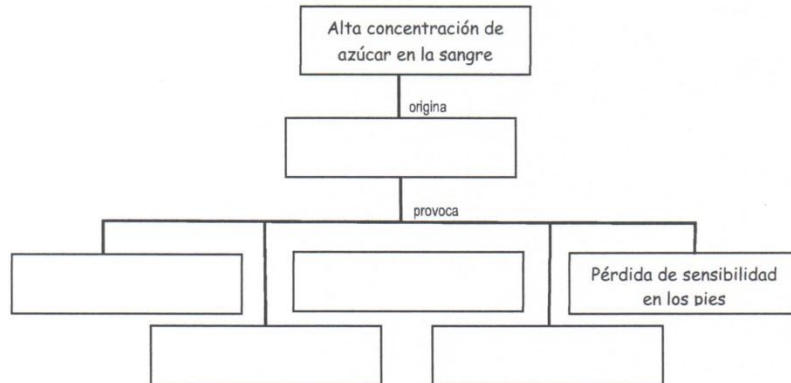 Alta concentración de
azúcar en la sangre
origina
provoca
Pérdida de sensibilidad
en los pies